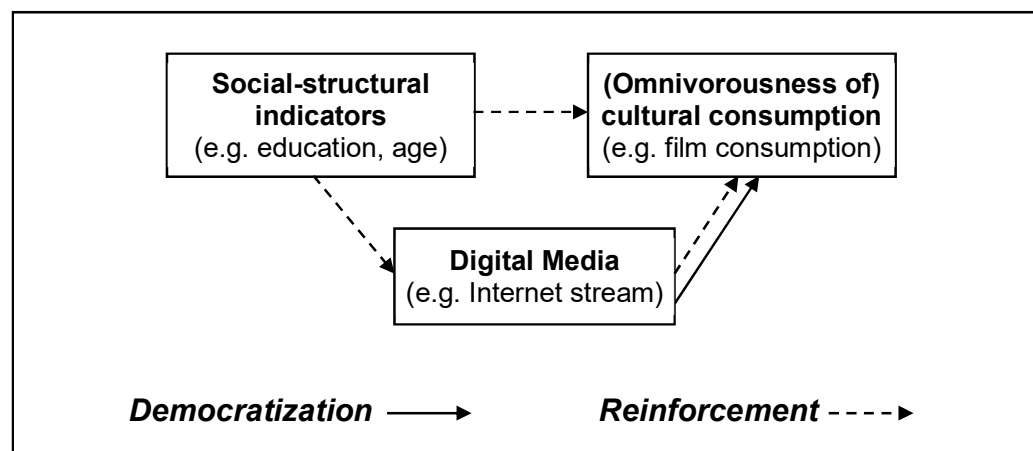 Social-structural
indicators
(e.g. education, age)
(Omnivorousness of)
cultural consumption
(e.g. film consumption)
Digital Media
(e.g. Internet stream)
Democratization
Reinforcement